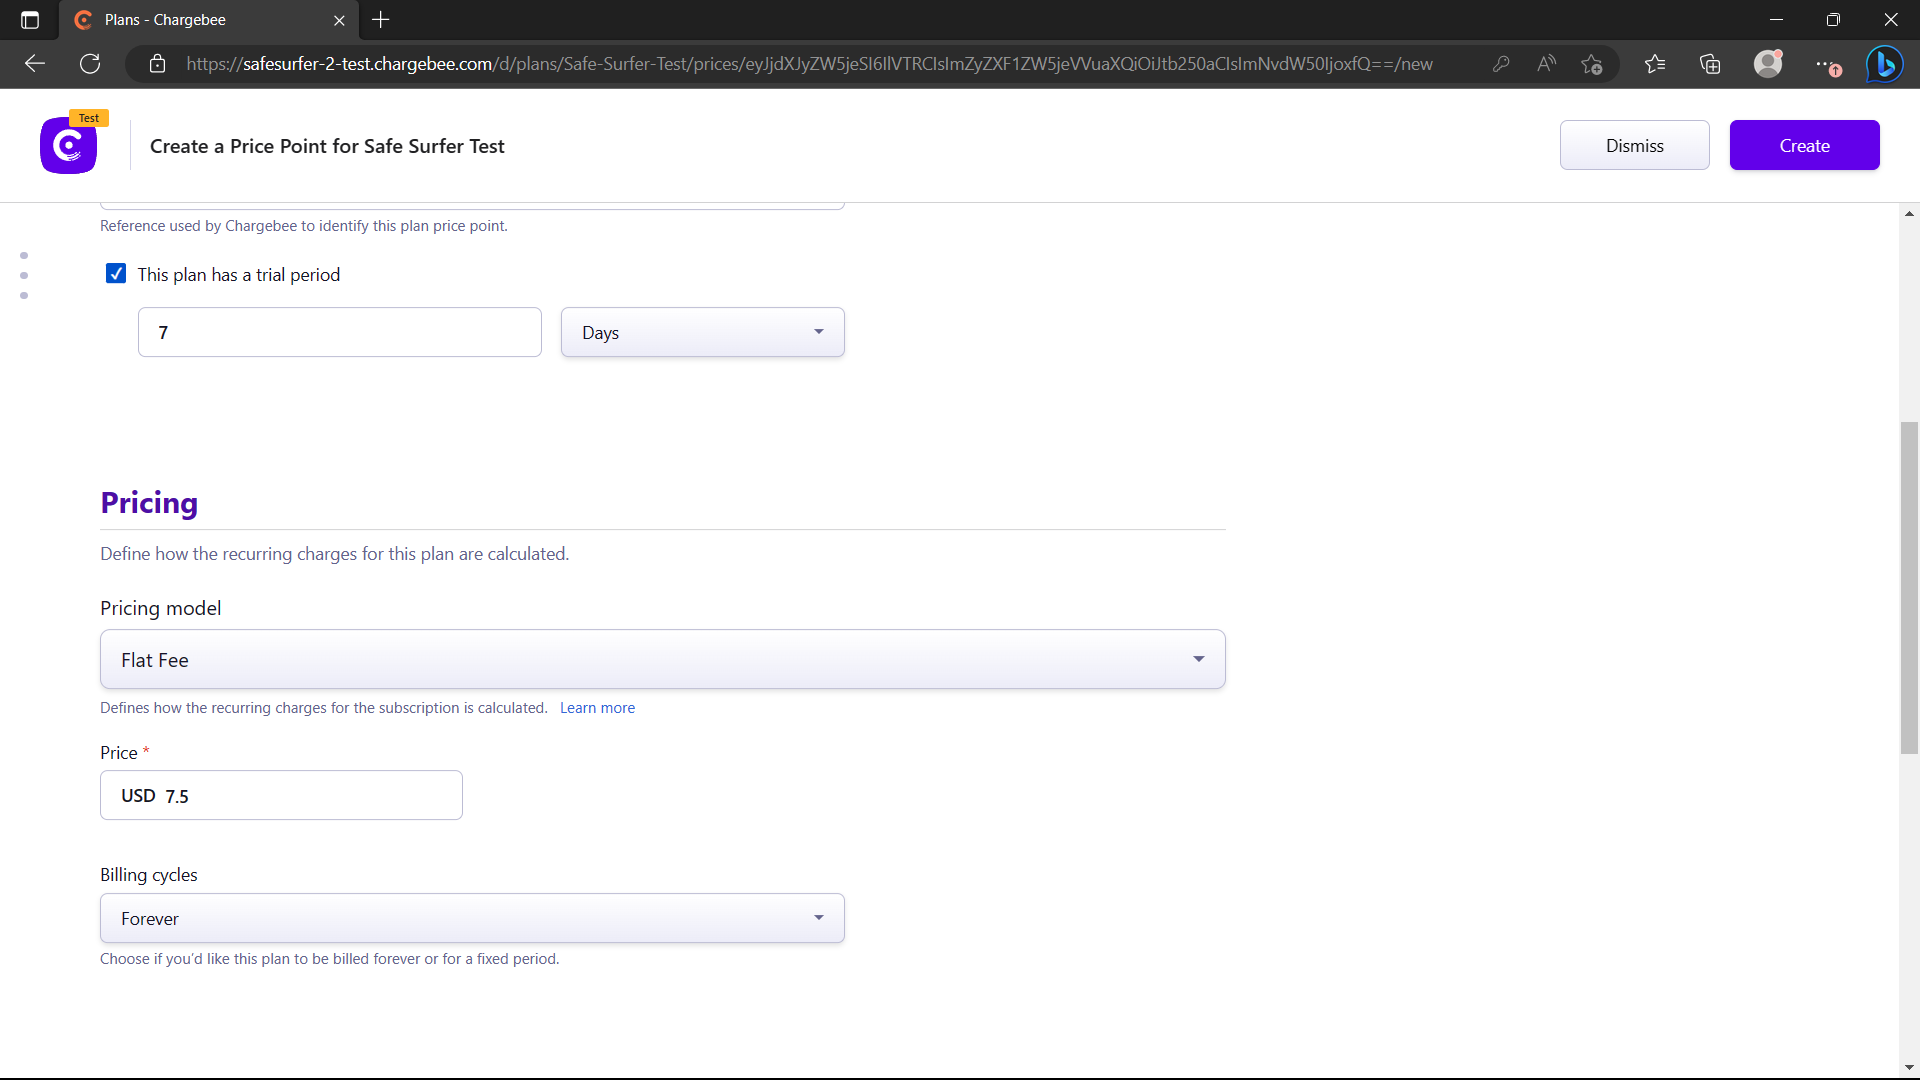 Plans - Chargebee
https://safesurfer-2-test.chargebee.com/d/plans/Safe-Surfer-Test/prices/eyJjdXJyZW5jeSI6IlVTRCIsImZyZXF1ZW5jeVVuaXQiOiJtb250aCIsImNvdW50IjoxfQ==/new
Test
Create a Price Point for Safe Surfer Test
Dismiss
Create
Reference used by Chargebee to identify this plan price point.
This plan has a trial period
7
Days
Pricing
Define how the recurring charges for this plan are calculated.
Pricing model
Flat Fee
Defines how the recurring charges for the subscription is calculated. Learn more
Price *
USD 7.5
Billing cycles
Forever
Choose if you'd like this plan to be billed forever or for a fixed period.